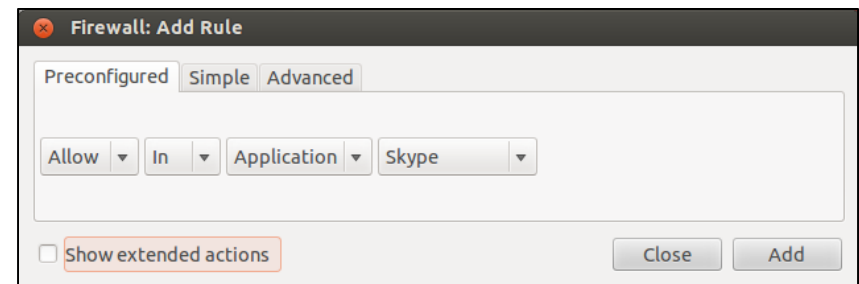 Firewall: Add Rule
Preconfigured Simple Advanced
Allow In Application Skype
Show extended actions Close Add